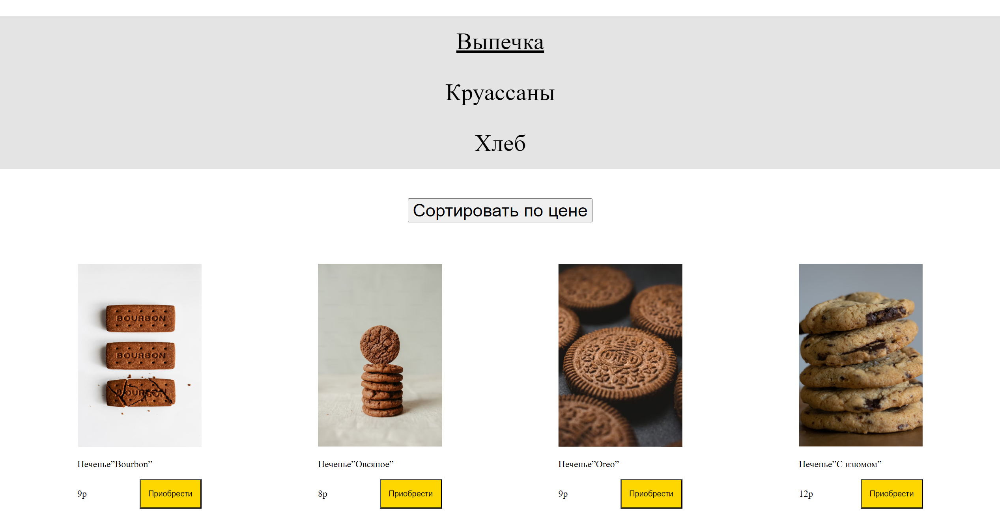 Выпечка
Круассаны
Хлеб
Сортировать по цене
BOURBON
BOURBON
BOURBON
OREO
Печенье”Bourbon”
Печенье”Овсяное”
Печенье”Oreo”
Печенье”С изюмом”
9р
Приобрести
8р
Приобрести
9р
Приобрести
12р
Приобрести